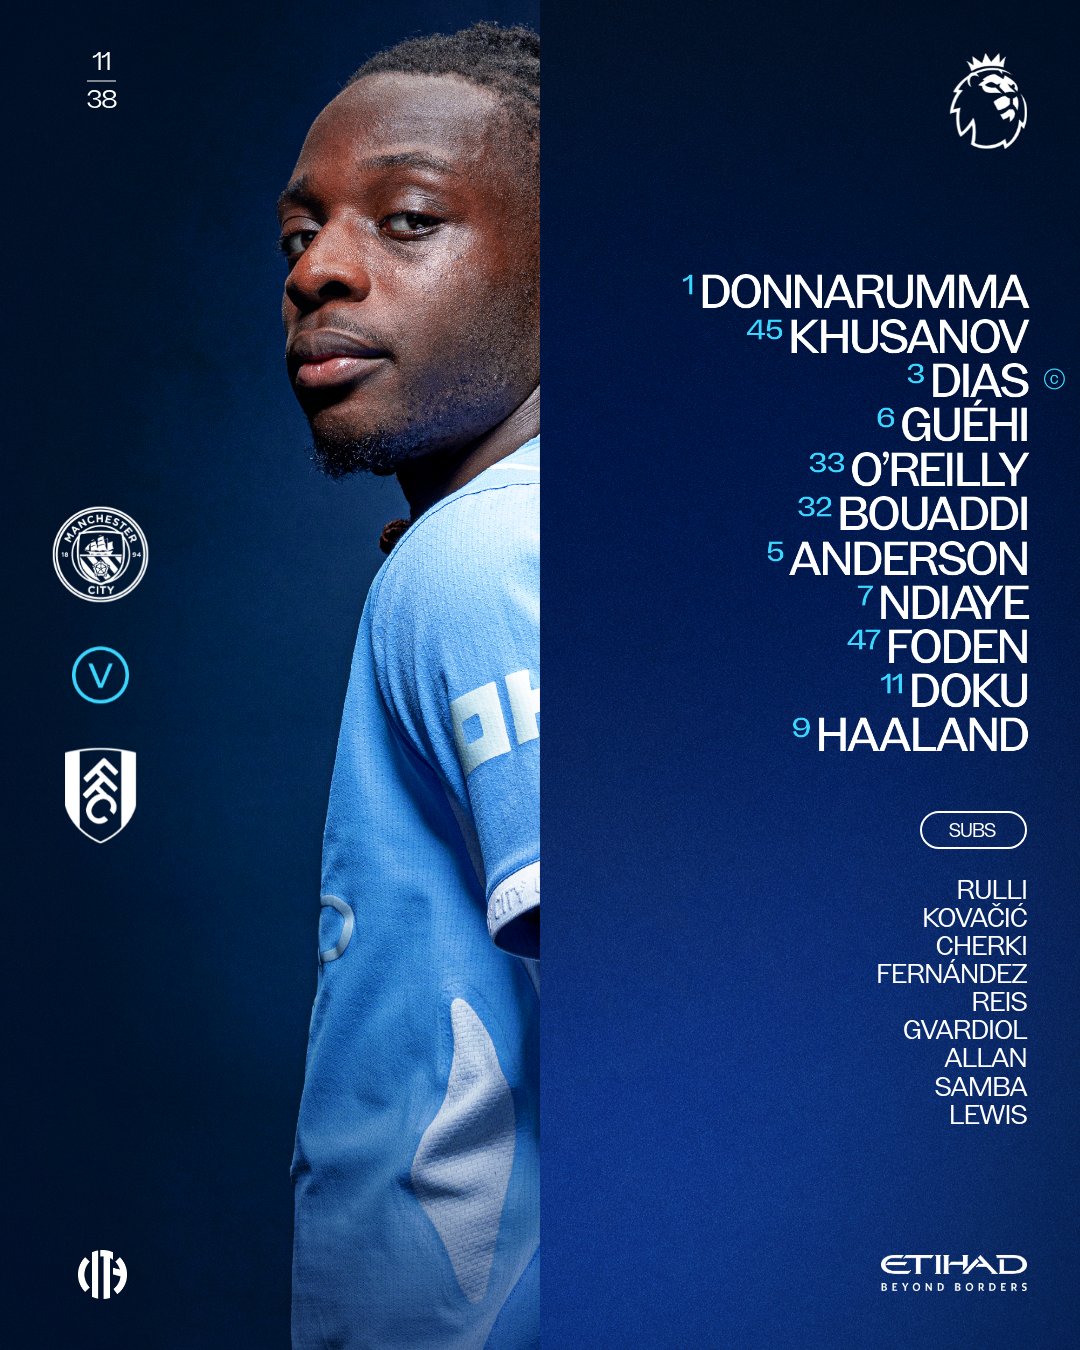 11
38
MANCHESTER
18 94
CITY
V
FFC
1 DONNARUMMA
45 KHUSANOV
3 DIAS ©
6 GUÉHI
33 O’REILLY
32 BOUADDI
5 ANDERSON
7 NDIAYE
47 FODEN
11 DOKU
9 HAALAND
SUBS
RULLI
KOVAČIĆ
CHERKI
FERNÁNDEZ
REIS
GVARDIOL
ALLAN
SAMBA
LEWIS
CITY
ETIHAD
BEYOND BORDERS